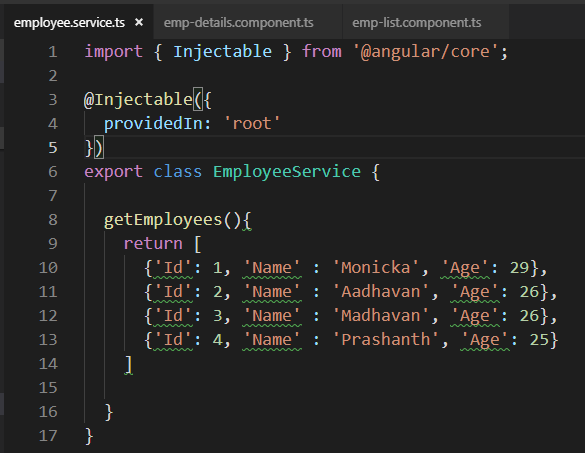 employee.service.ts × emp-details.component.ts emp-list.component.ts
1 import { Injectable } from '@angular/core';
2
3 @Injectable({
4 providedIn: 'root'
5 })
6 export class EmployeeService {
7
8 getEmployees(){
9 return [
10 {'Id': 1, 'Name' : 'Monicka', 'Age': 29},
11 {'Id': 2, 'Name' : 'Aadhavan', 'Age': 26},
12 {'Id': 3, 'Name' : 'Madhavan', 'Age': 26},
13 {'Id': 4, 'Name' : 'Prashanth', 'Age': 25}
14 ]
15
16 }
17 }